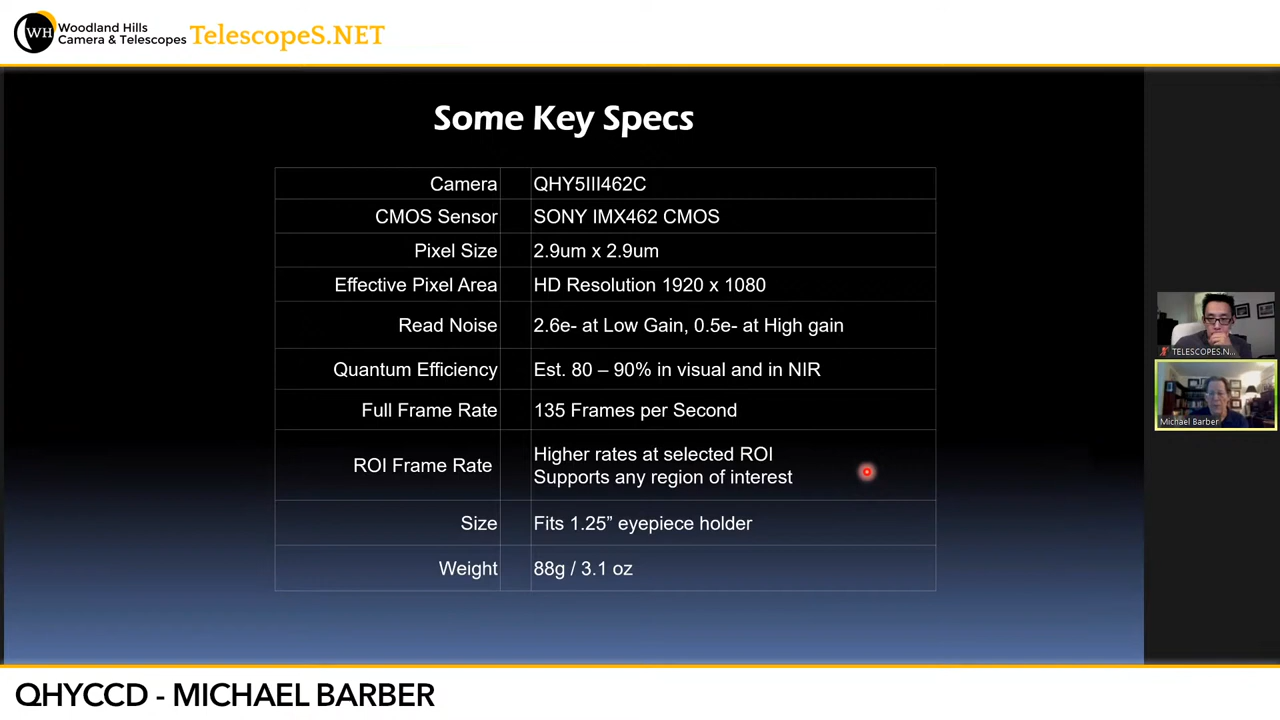 WH
Woodland Hills
Camera & Telescopes
TelescopeS.NET
Some Key Specs
Camera QHY5III462C
CMOS Sensor SONY IMX462 CMOS
Pixel Size 2.9um x 2.9um
Effective Pixel Area HD Resolution 1920 x 1080
Read Noise 2.6e- at Low Gain, 0.5e- at High gain
Quantum Efficiency Est. 80 – 90% in visual and in NIR
Full Frame Rate 135 Frames per Second
ROI Frame Rate Higher rates at selected ROI
Supports any region of interest
Size Fits 1.25” eyepiece holder
Weight 88g / 3.1 oz
TELESCOPES.N...
Michael Barber
QHYCCD - MICHAEL BARBER